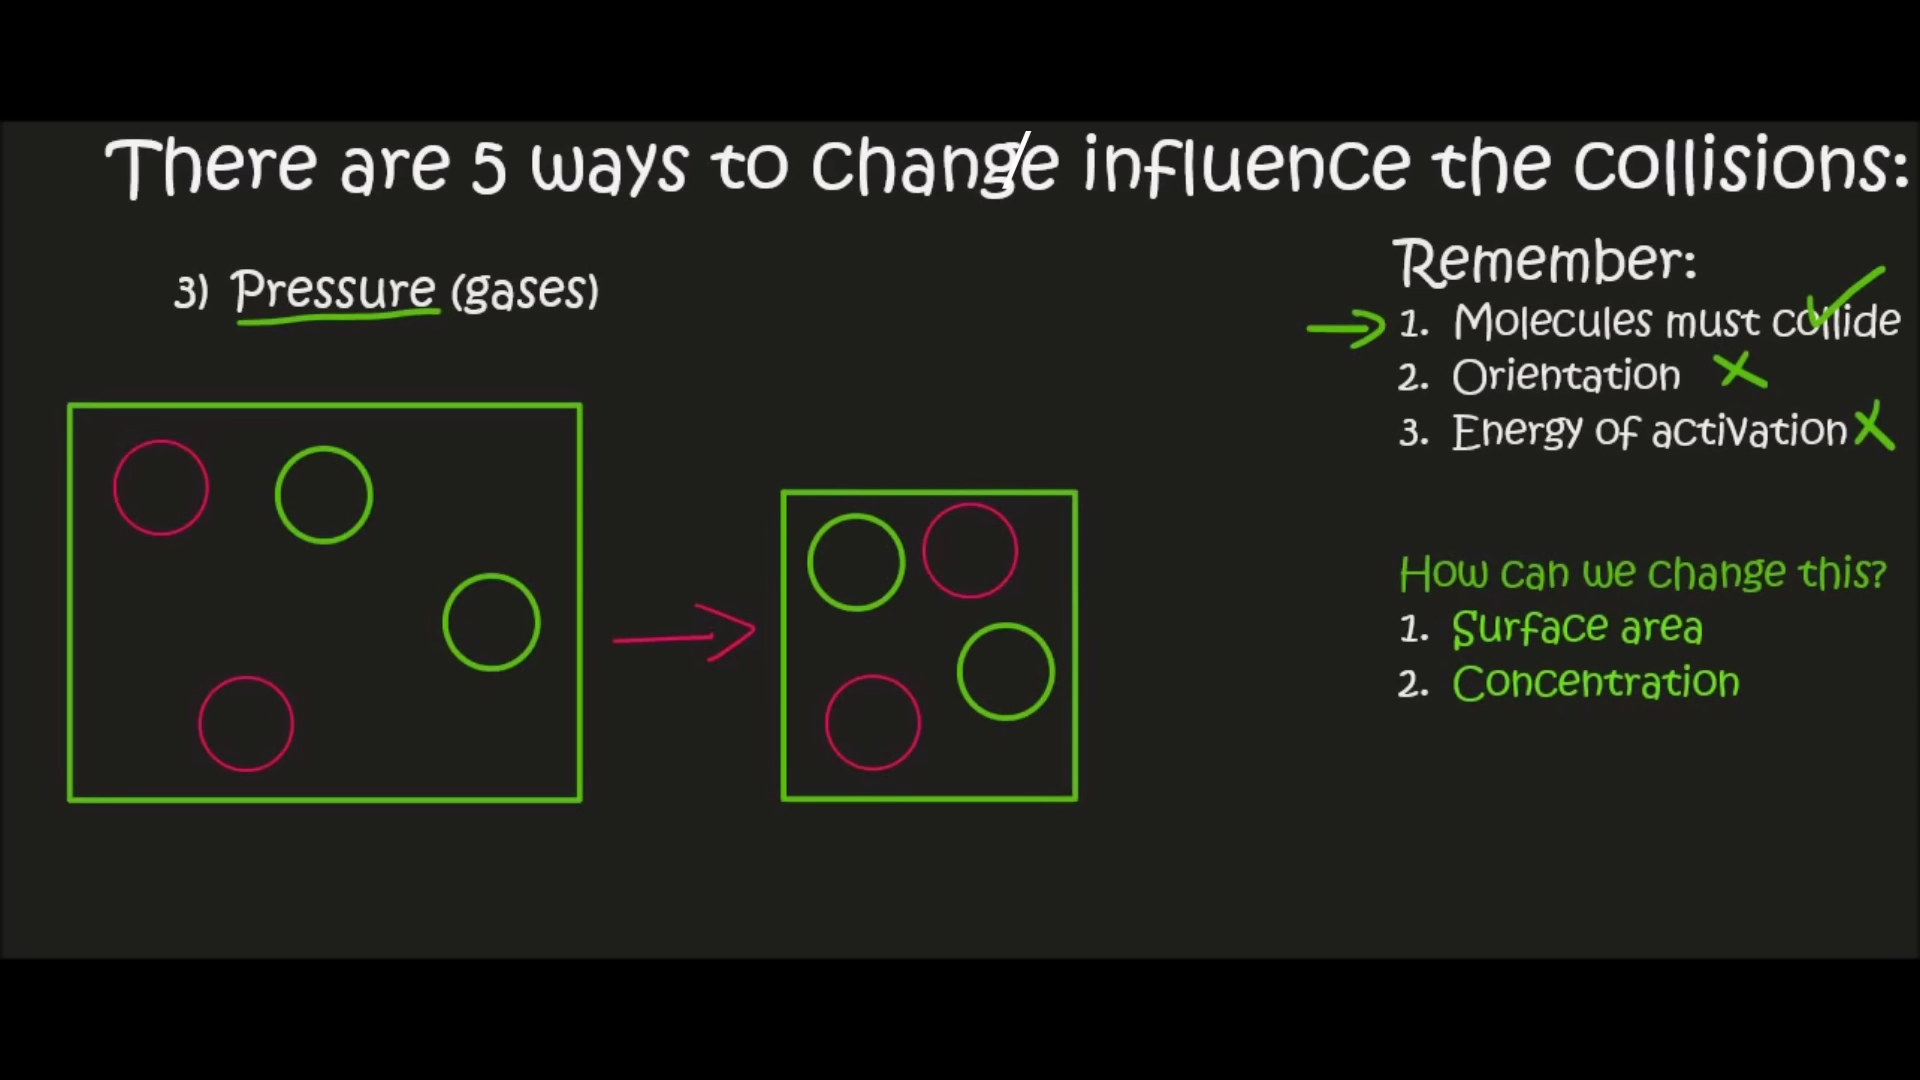 There are 5 ways to change/influence the collisions:
3) Pressure (gases)
Remember:
1. Molecules must collide
2. Orientation
3. Energy of activation
How can we change this?
1. Surface area
2. Concentration